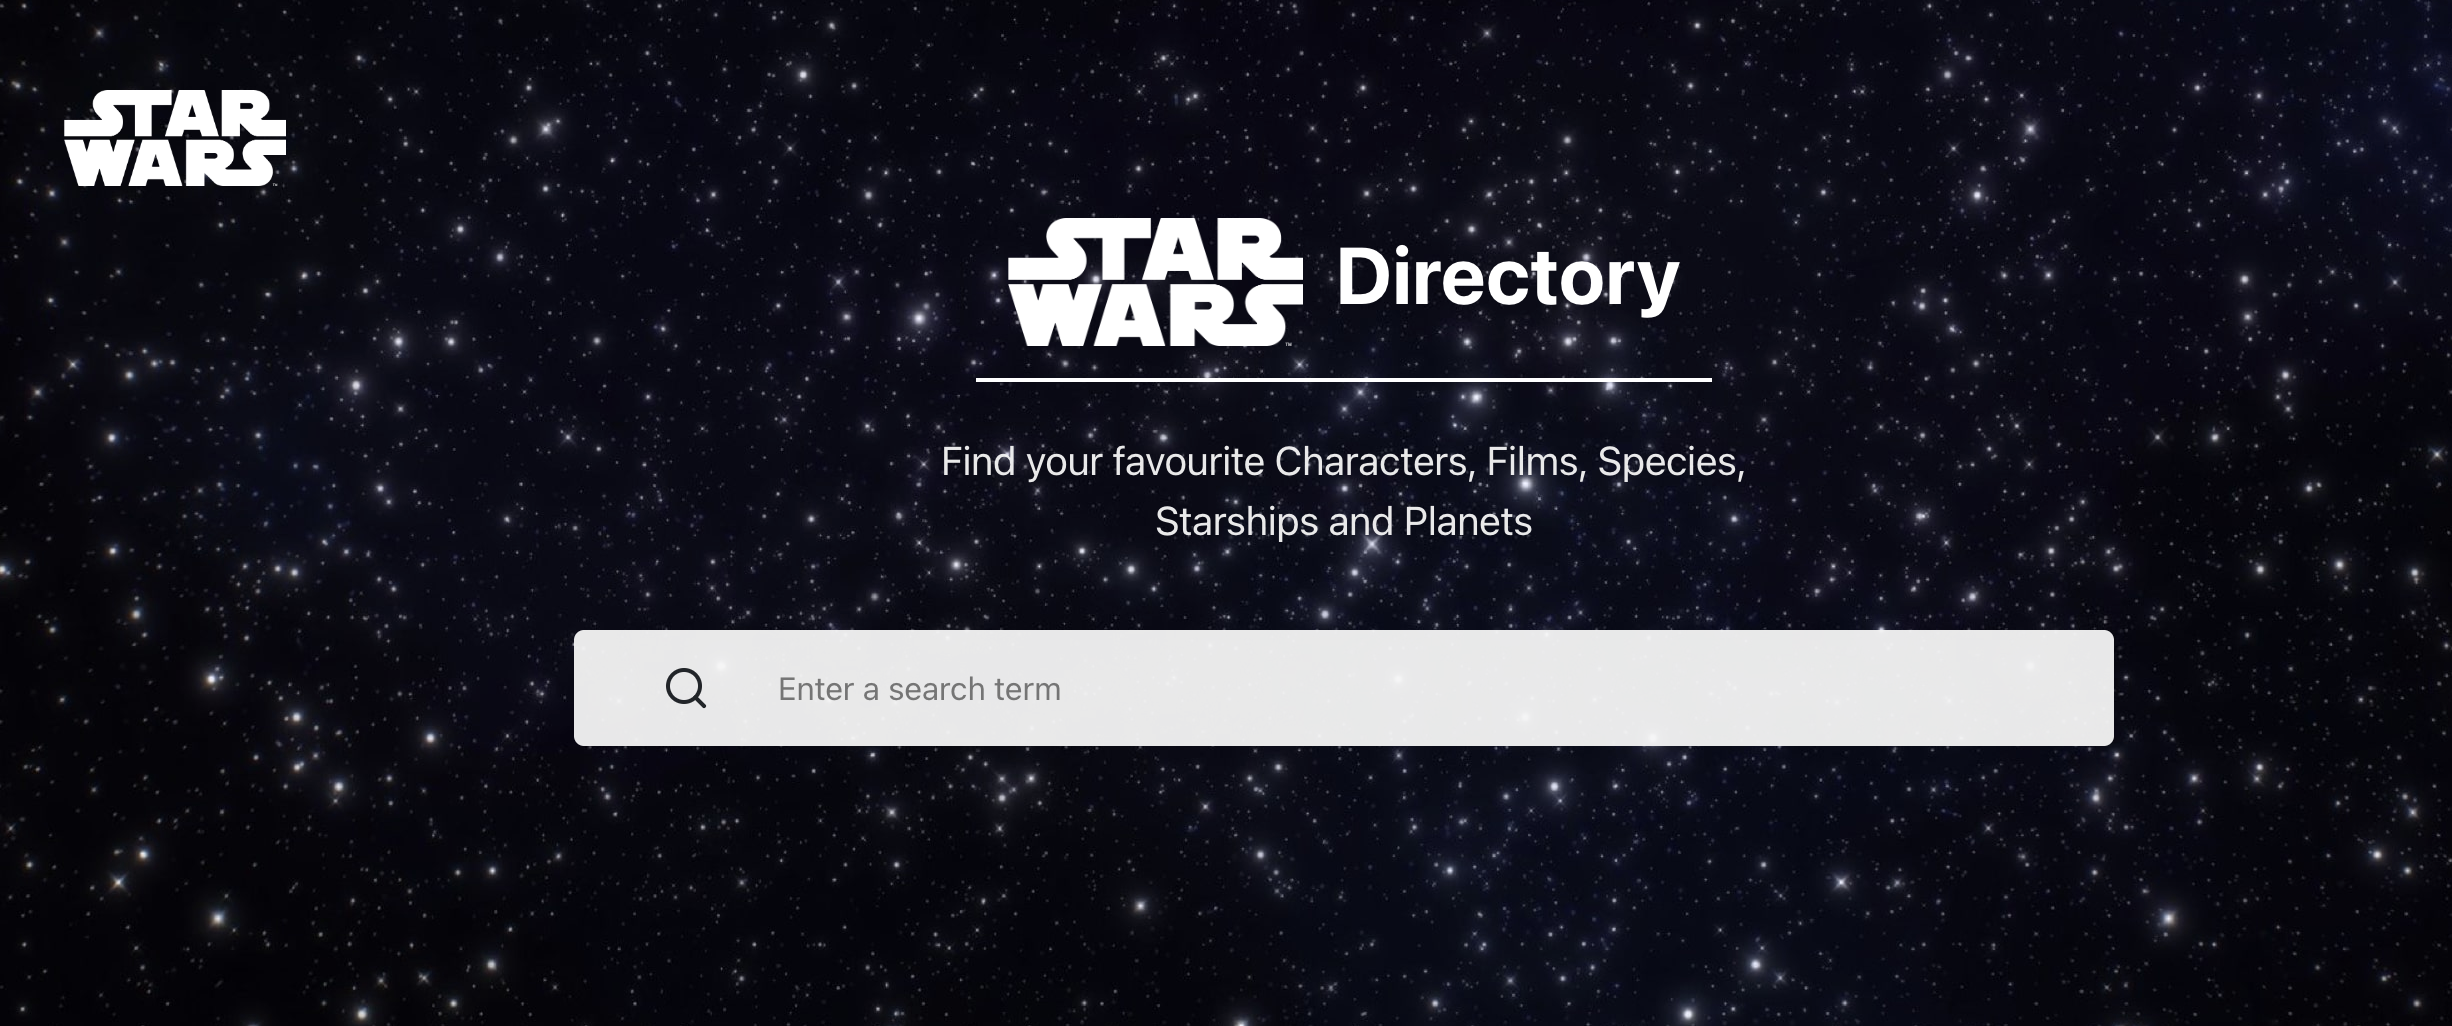 STAR
WARS
STAR
WARS
Directory
Find your favourite Characters, Films, Species,
Starships and Planets
Enter a search term